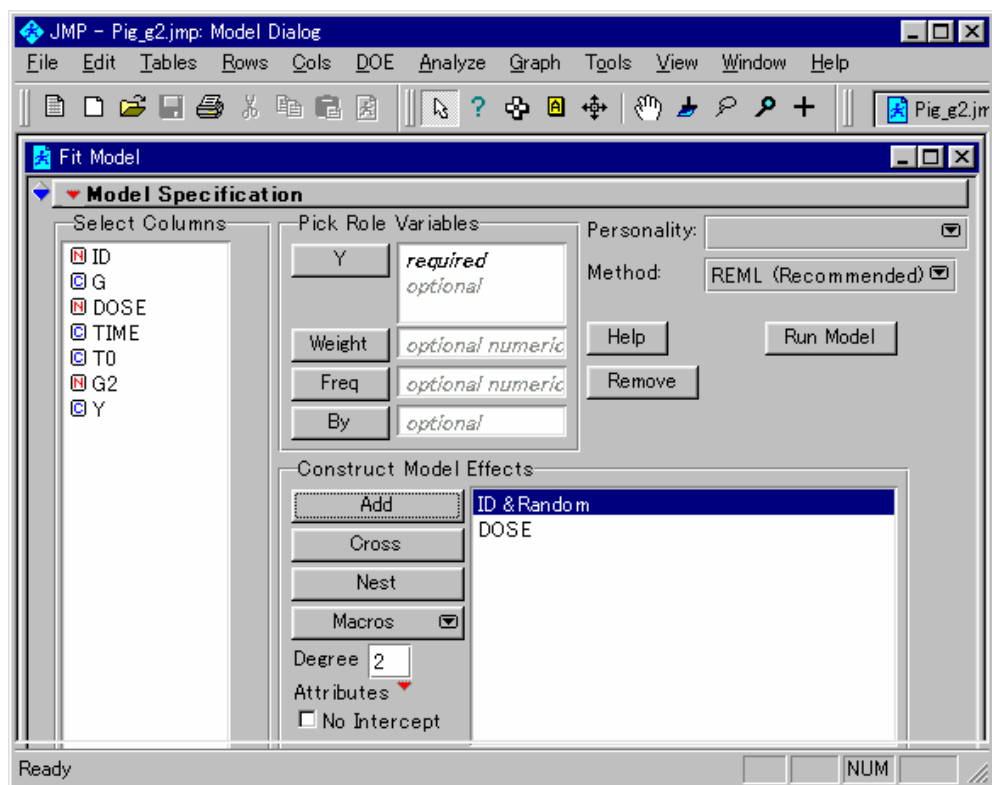 JMP - Pig_g2.jmp: Model Dialog
File Edit Tables Rows Cols DOE Analyze Graph Tools View Window Help
? A Pig_g2.jm
Fit Model
Model Specification
Select Columns
N ID
C G
N DOSE
C TIME
C T0
N G2
C Y
Pick Role Variables
Y required
optional
Weight optional numeric
Freq optional numeric
By optional
Personality:
Method: REML (Recommended)
Help Run Model
Remove
Construct Model Effects
Add
Cross
Nest
Macros
Degree 2
Attributes
No Intercept
ID & Random
DOSE
Ready NUM